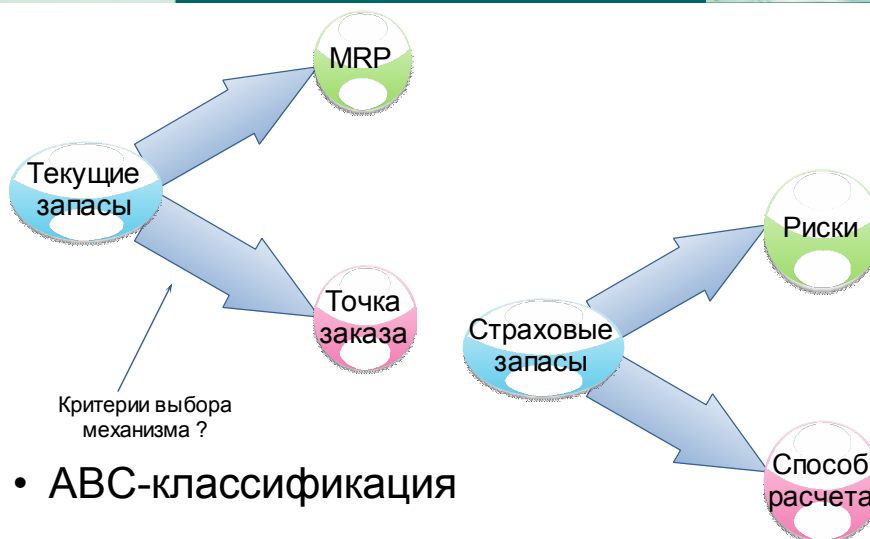 MRP
Текущие
запасы
Точка
заказа
Критерии выбора
механизма ?
Риски
Страховые
запасы
Способ
расчета
• АВС-классификация